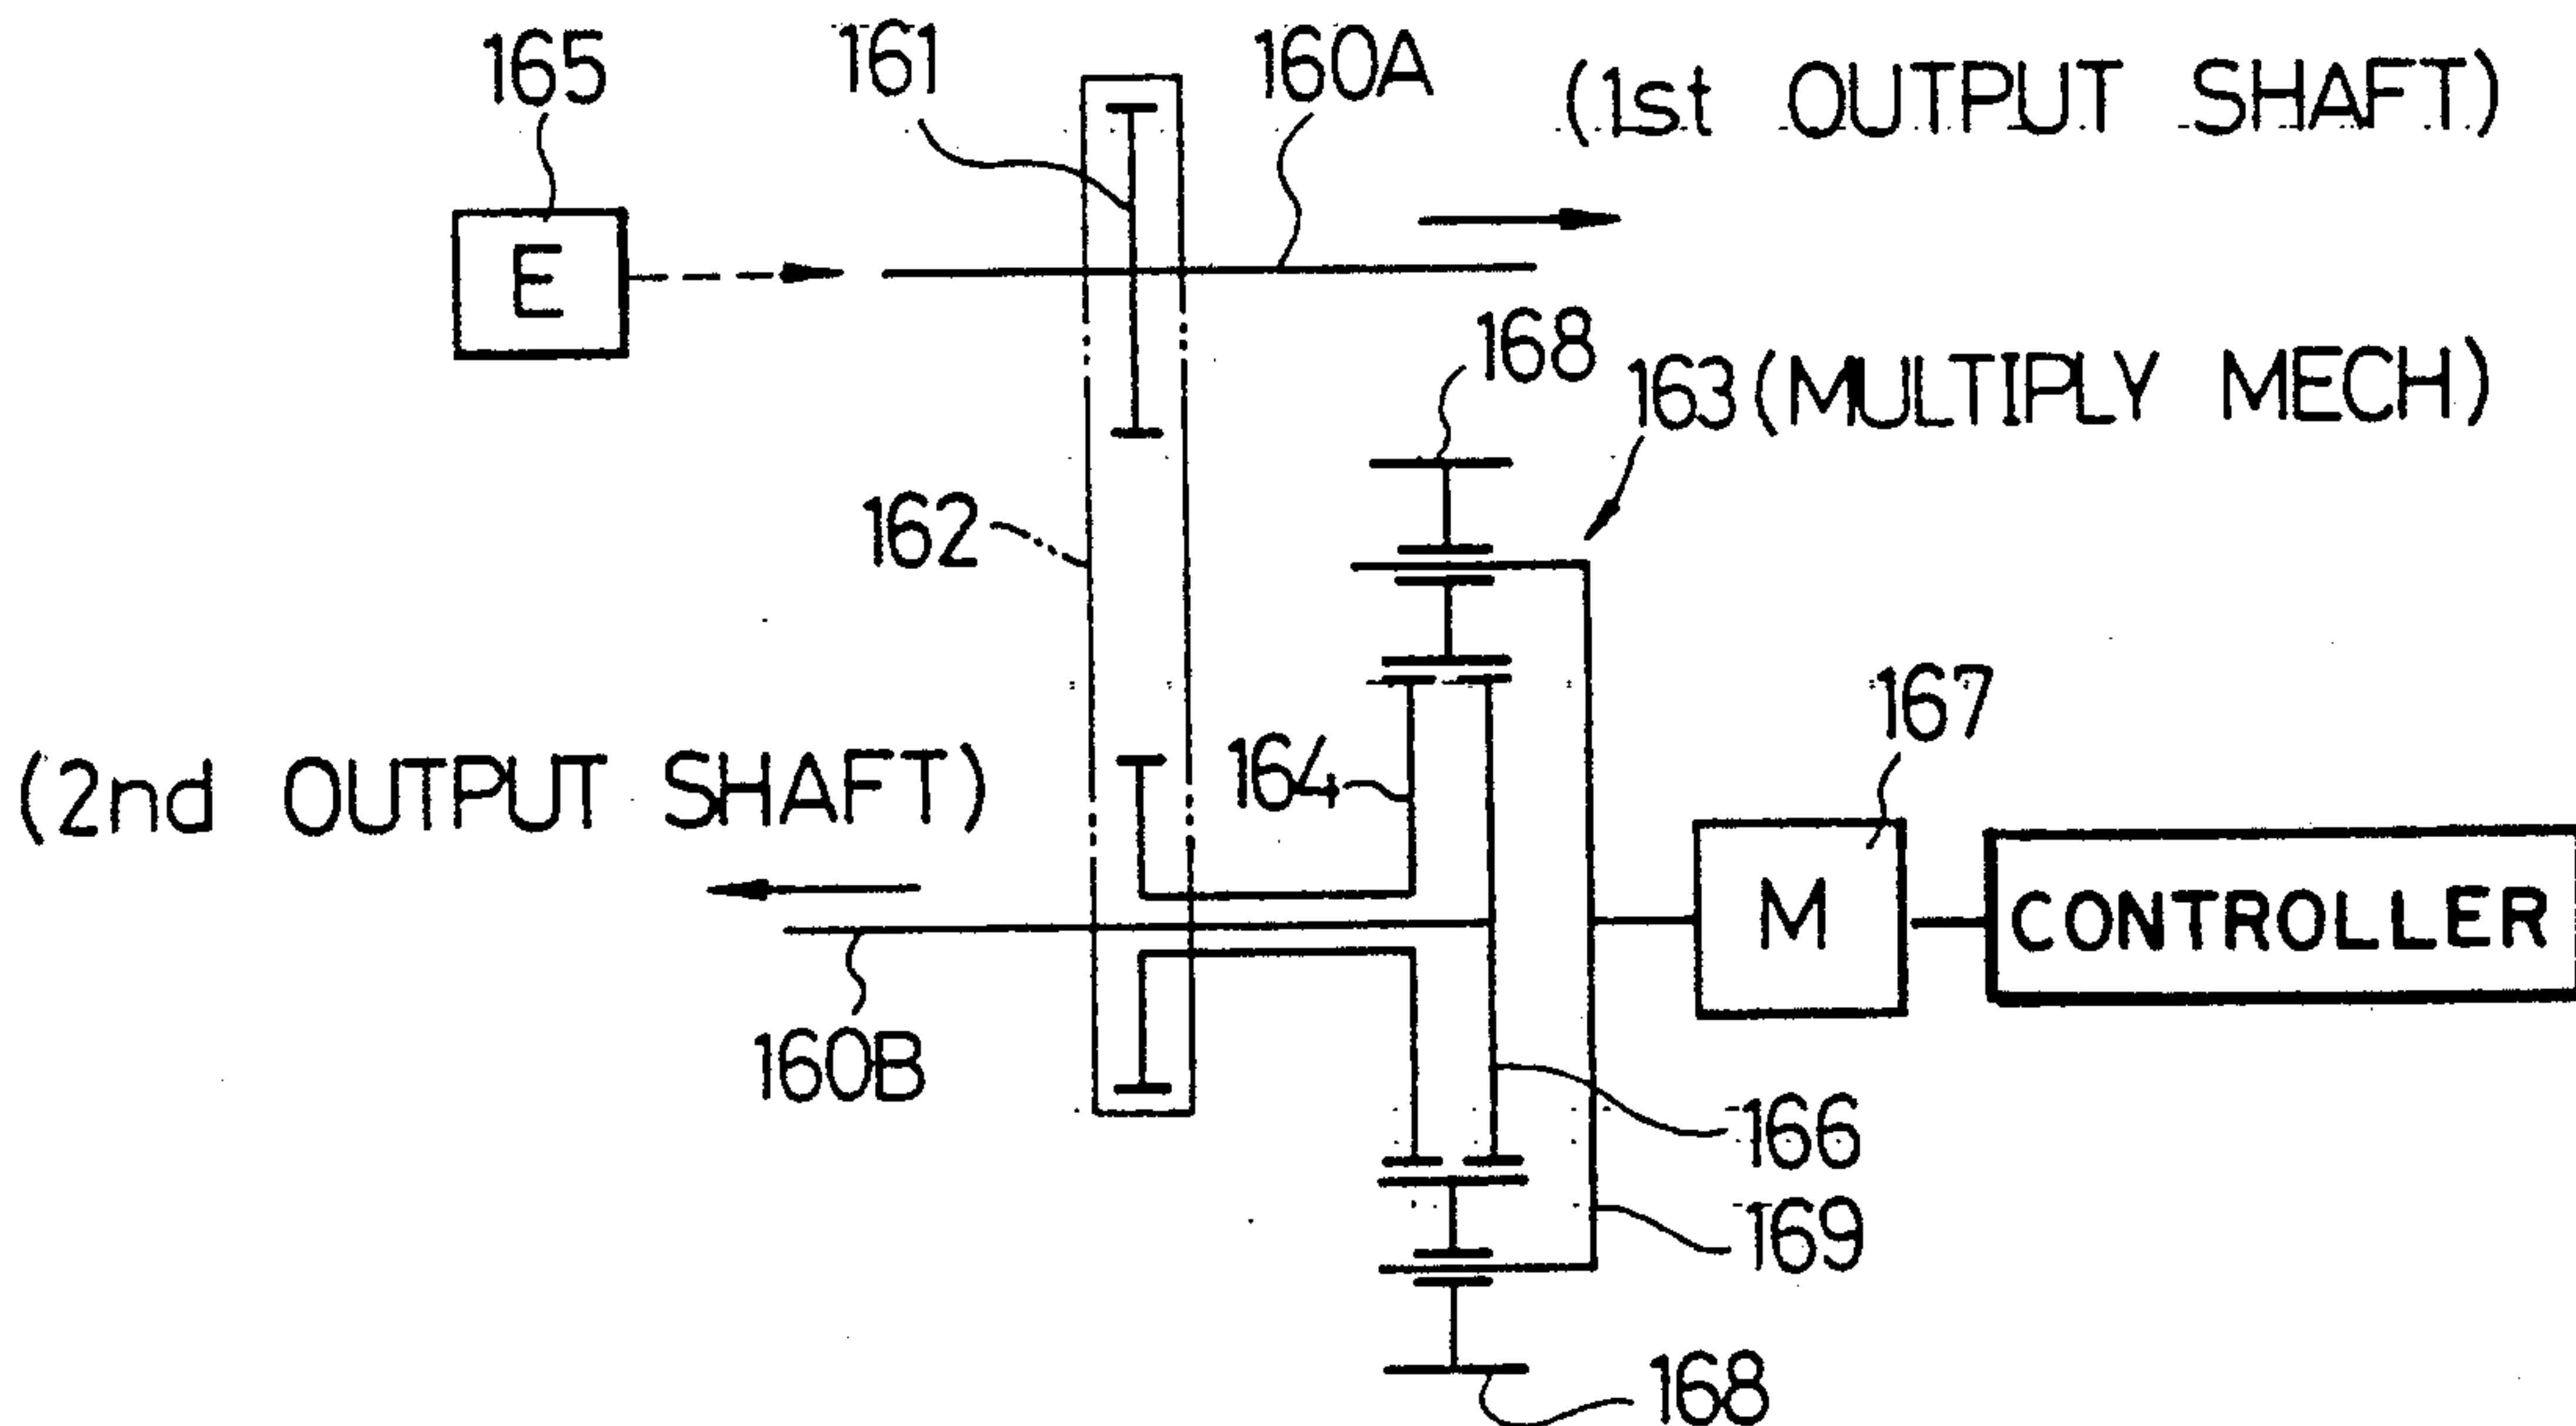 165
161
160A
(1st OUTPUT SHAFT)
E
168
163 (MULTIPLY MECH)
162
167
164
(2nd OUTPUT SHAFT)
M
CONTROLLER
160B
166
169
168